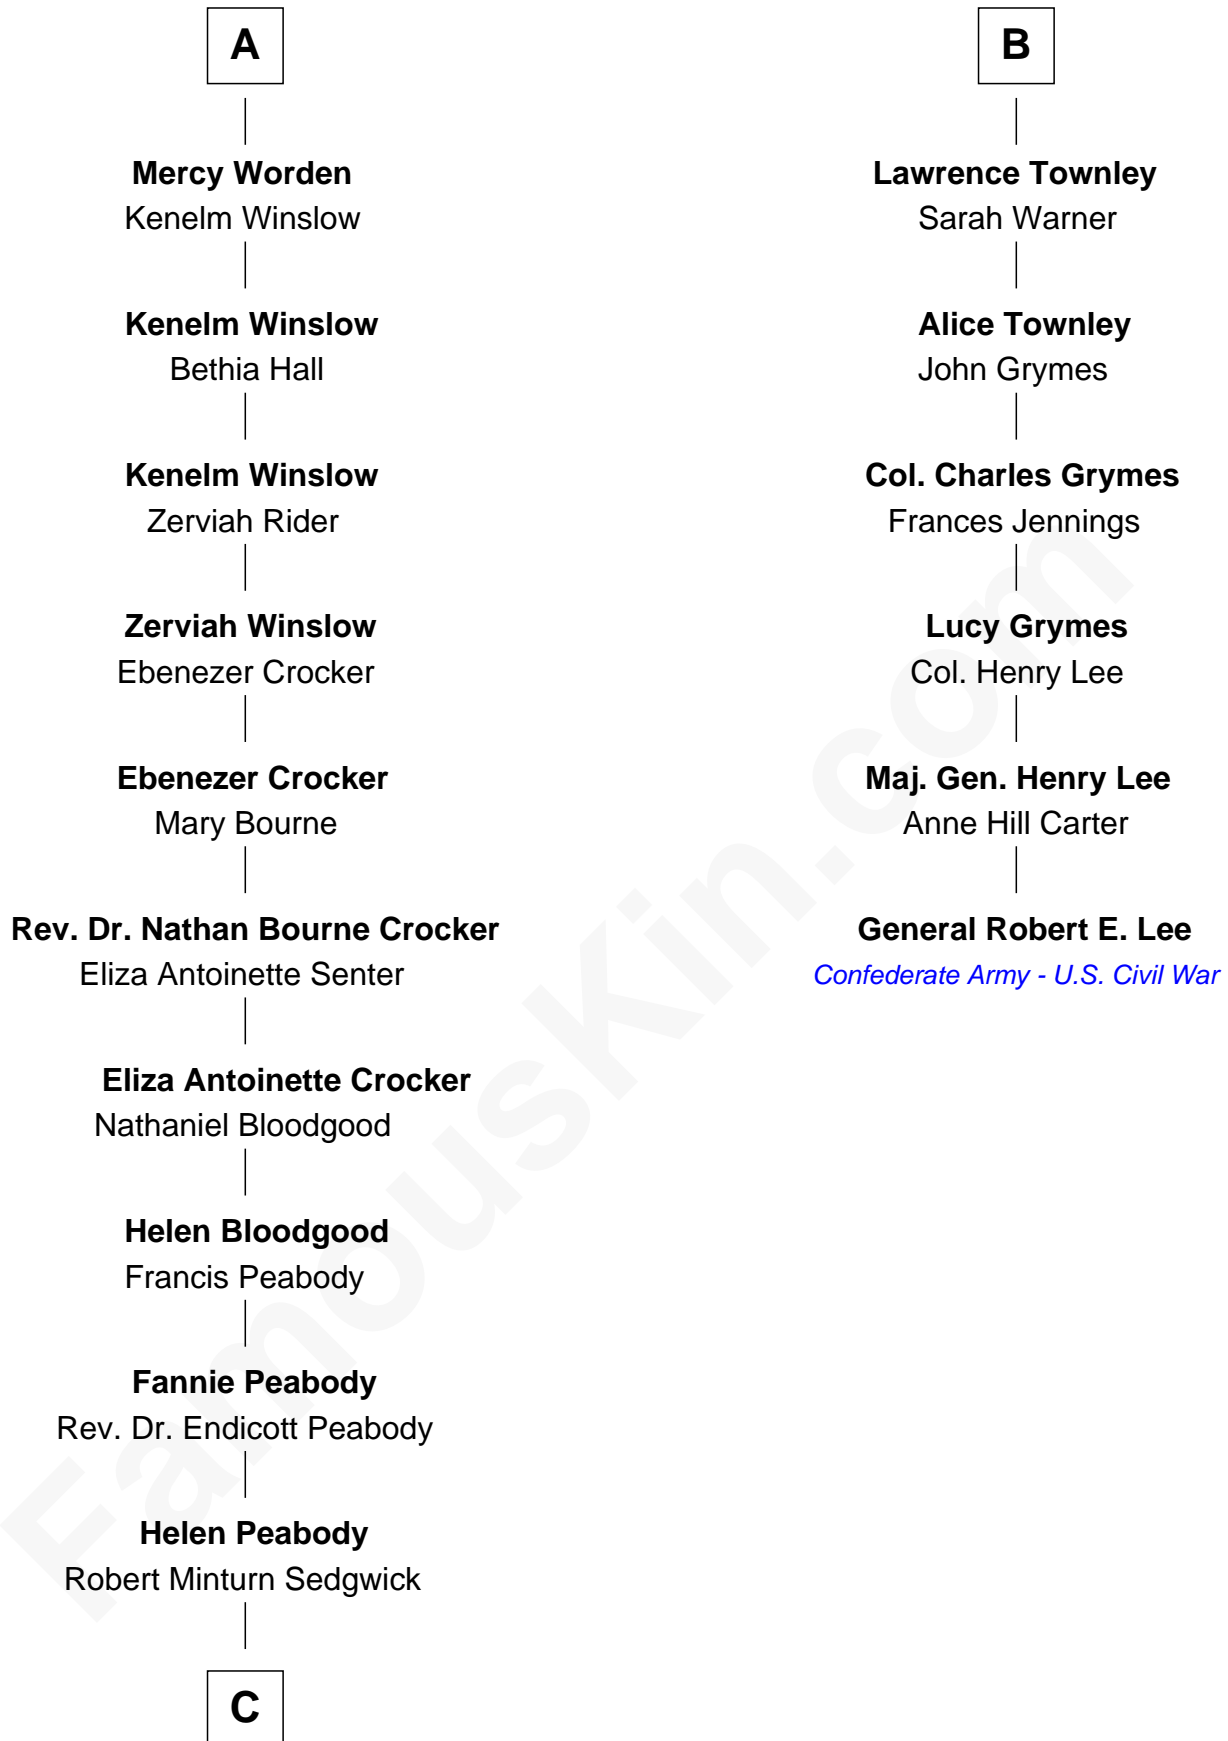 A
Mercy Worden
Kenelm Winslow
Kenelm Winslow
Bethia Hall
Kenelm Winslow
Zerviah Rider
Zerviah Winslow
Ebenezer Crocker
Ebenezer Crocker
Mary Bourne
Rev. Dr. Nathan Bourne Crocker
Eliza Antoinette Senter
Eliza Antoinette Crocker
Nathaniel Bloodgood
Helen Bloodgood
Francis Peabody
Fannie Peabody
Rev. Dr. Endicott Peabody
Helen Peabody
Robert Minturn Sedgwick
C
B
Lawrence Townley
Sarah Warner
Alice Townley
John Grymes
Col. Charles Grymes
Frances Jennings
Lucy Grymes
Col. Henry Lee
Maj. Gen. Henry Lee
Anne Hill Carter
General Robert E. Lee
Confederate Army - U.S. Civil War
FamousKin.com